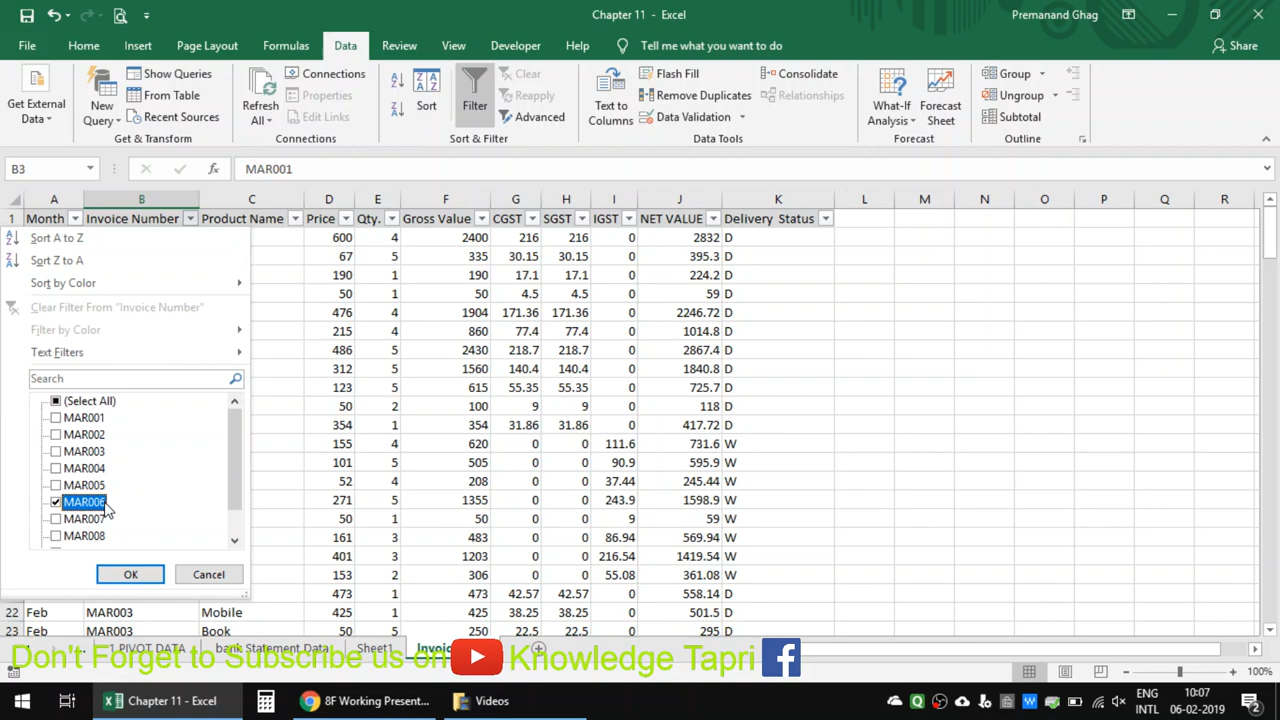 Chapter 11 - Excel
Premanand Ghag
File Home Insert Page Layout Formulas Data Review View Developer Help Tell me what you want to do Share
Get External Data
New Query
Show Queries
From Table
Recent Sources
Get & Transform
Refresh All
Connections
Properties
Edit Links
Connections
Sort
Filter
Clear
Reapply
Advanced
Sort & Filter
Text to Columns
Flash Fill
Remove Duplicates
Data Validation
Consolidate
Relationships
Data Tools
What-If Analysis
Forecast Sheet
Forecast
Group
Ungroup
Subtotal
Outline
B3 fx MAR001
A B C D E F G H I J K L M N O P Q R
1 Month Invoice Number Product Name Price Qty. Gross Value CGST SGST IGST NET VALUE Delivery Status
600 4 2400 216 216 0 2832 D
67 5 335 30.15 30.15 0 395.3 D
190 1 190 17.1 17.1 0 224.2 D
50 1 50 4.5 4.5 0 59 D
476 4 1904 171.36 171.36 0 2246.72 D
215 4 860 77.4 77.4 0 1014.8 D
486 5 2430 218.7 218.7 0 2867.4 D
312 5 1560 140.4 140.4 0 1840.8 D
123 5 615 55.35 55.35 0 725.7 D
50 2 100 9 9 0 118 D
354 1 354 31.86 31.86 0 417.72 D
155 4 620 0 0 111.6 731.6 W
101 5 505 0 0 90.9 595.9 W
52 4 208 0 0 37.44 245.44 W
271 5 1355 0 0 243.9 1598.9 W
50 1 50 0 0 9 59 W
161 3 483 0 0 86.94 569.94 W
401 3 1203 0 0 216.54 1419.54 W
153 2 306 0 0 55.08 361.08 W
473 1 473 42.57 42.57 0 558.14 D
22 Feb MAR003 Mobile 425 1 425 38.25 38.25 0 501.5 D
23 Feb MAR003 Book 50 5 250 22.5 22.5 0 295 D
Sort A to Z
Sort Z to A
Sort by Color
Clear Filter From "Invoice Number"
Filter by Color
Text Filters
Search
(Select All)
MAR001
MAR002
MAR003
MAR004
MAR005
MAR006
MAR007
MAR008
OK Cancel
1 PIVOT DATA bank Statement Data Sheet1
Don't Forget to Subscribe us on Knowledge Tapri
100%
Chapter 11 - Excel
8F Working Present...
Videos
ENG
INTL
10:07
06-02-2019
2